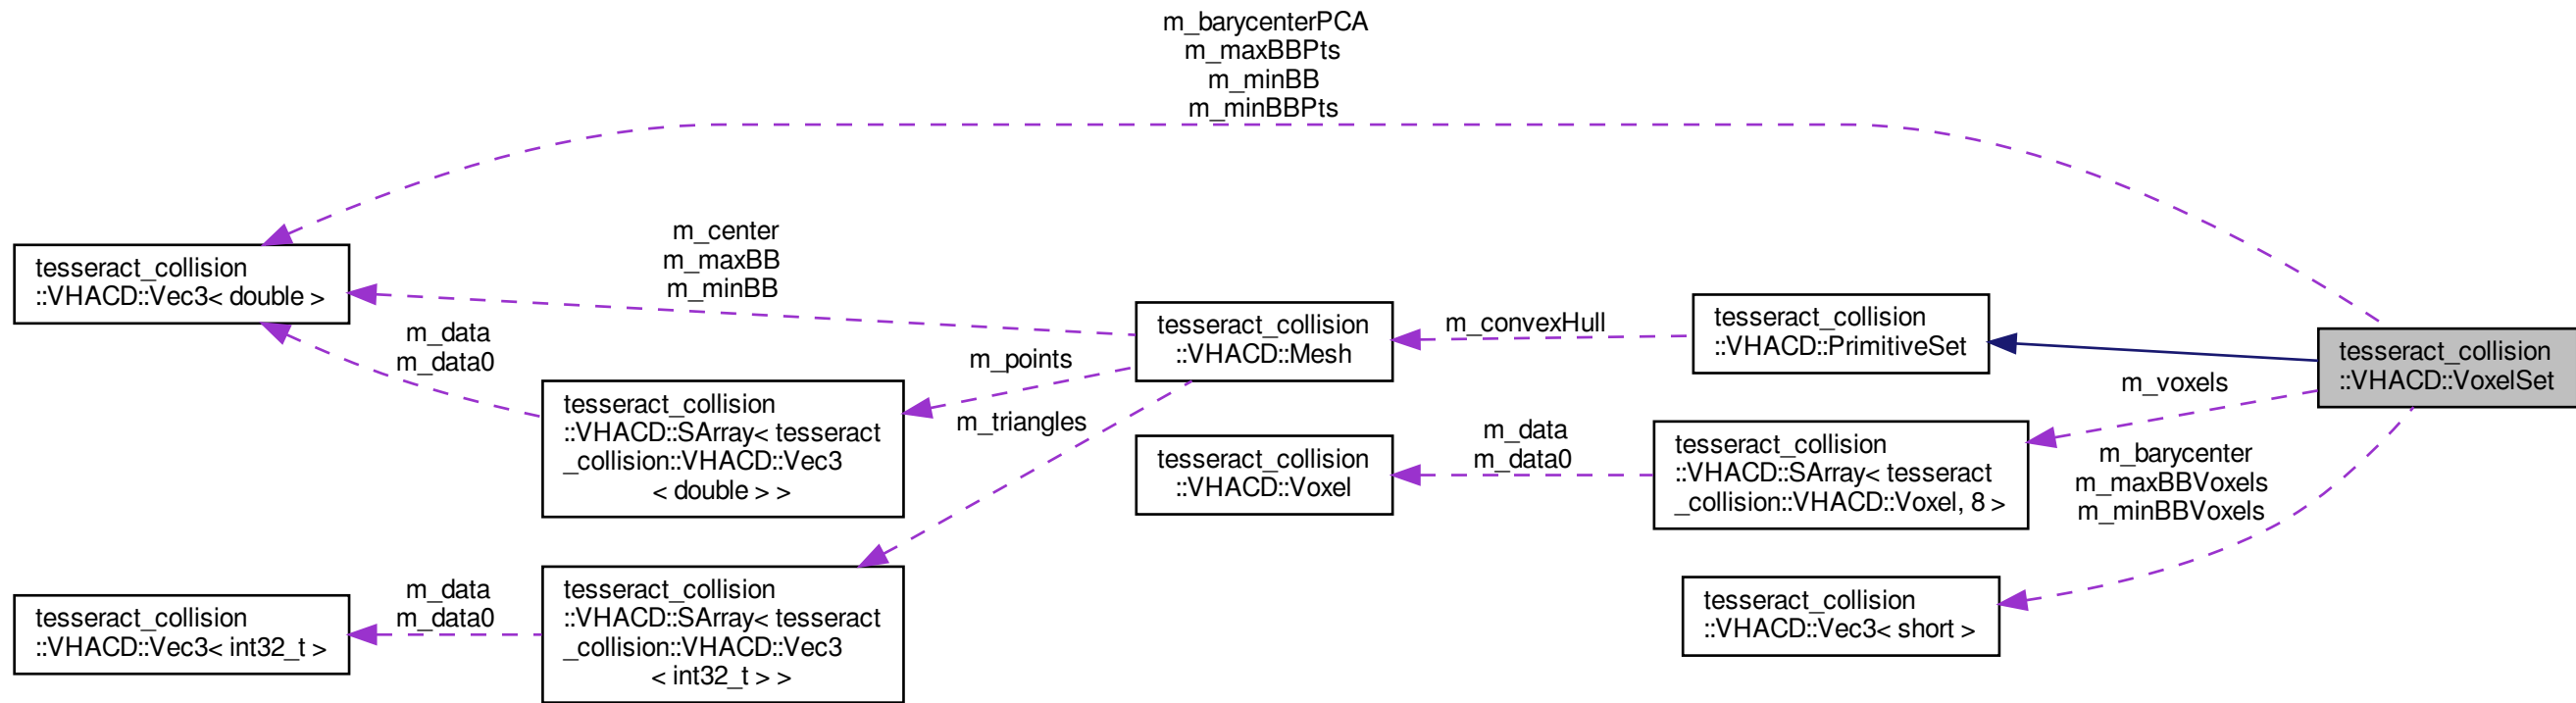 m_barycenterPCA
m_maxBBPts
m_minBB
m_minBBPts
tesseract_collision
::VHACD::Vec3< double >
m_center
m_maxBB
m_minBB
m_data
m_data0
tesseract_collision
::VHACD::SArray< tesseract
_collision::VHACD::Vec3
< double > >
tesseract_collision
::VHACD::Vec3< int32_t >
m_data
m_data0
tesseract_collision
::VHACD::SArray< tesseract
_collision::VHACD::Vec3
< int32_t > >
m_points
m_triangles
tesseract_collision
::VHACD::Mesh
m_convexHull
tesseract_collision
::VHACD::PrimitiveSet
tesseract_collision
::VHACD::Voxel
m_data
m_data0
tesseract_collision
::VHACD::SArray< tesseract
_collision::VHACD::Voxel, 8 >
m_voxels
m_barycenter
m_maxBBVoxels
m_minBBVoxels
tesseract_collision
::VHACD::Vec3< short >
tesseract_collision
::VHACD::VoxelSet